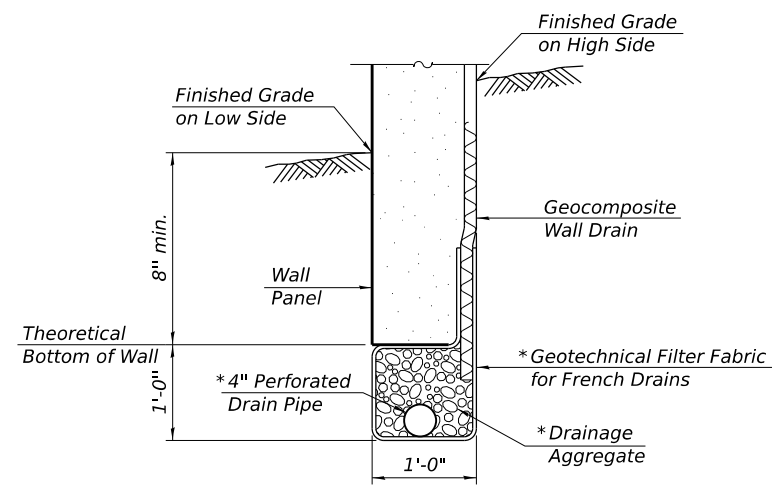 Finished Grade
on High Side
Finished Grade
on Low Side
Geocomposite
Wall Drain
8" min.
Wall
Panel
Theoretical
Bottom of Wall
*Geotechnical Filter Fabric
for French Drains
1'-0"
*4" Perforated
Drain Pipe
*Drainage
Aggregate
1'-0"